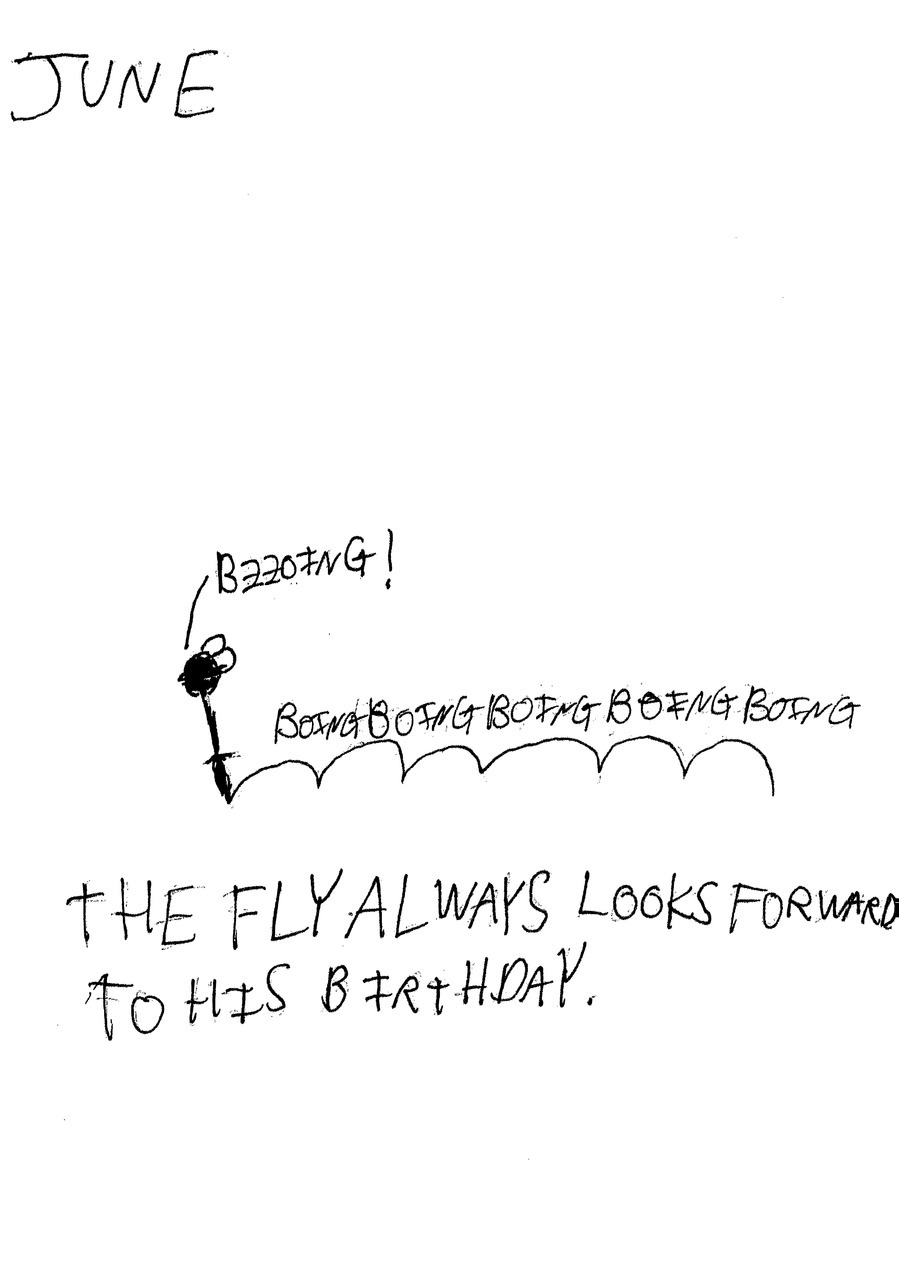 JUNE
BZZOING!
BOING BOING BOING BOING BOING
THE FLY ALWAYS LOOKS FORWARD
TO HIS BIRTHDAY.